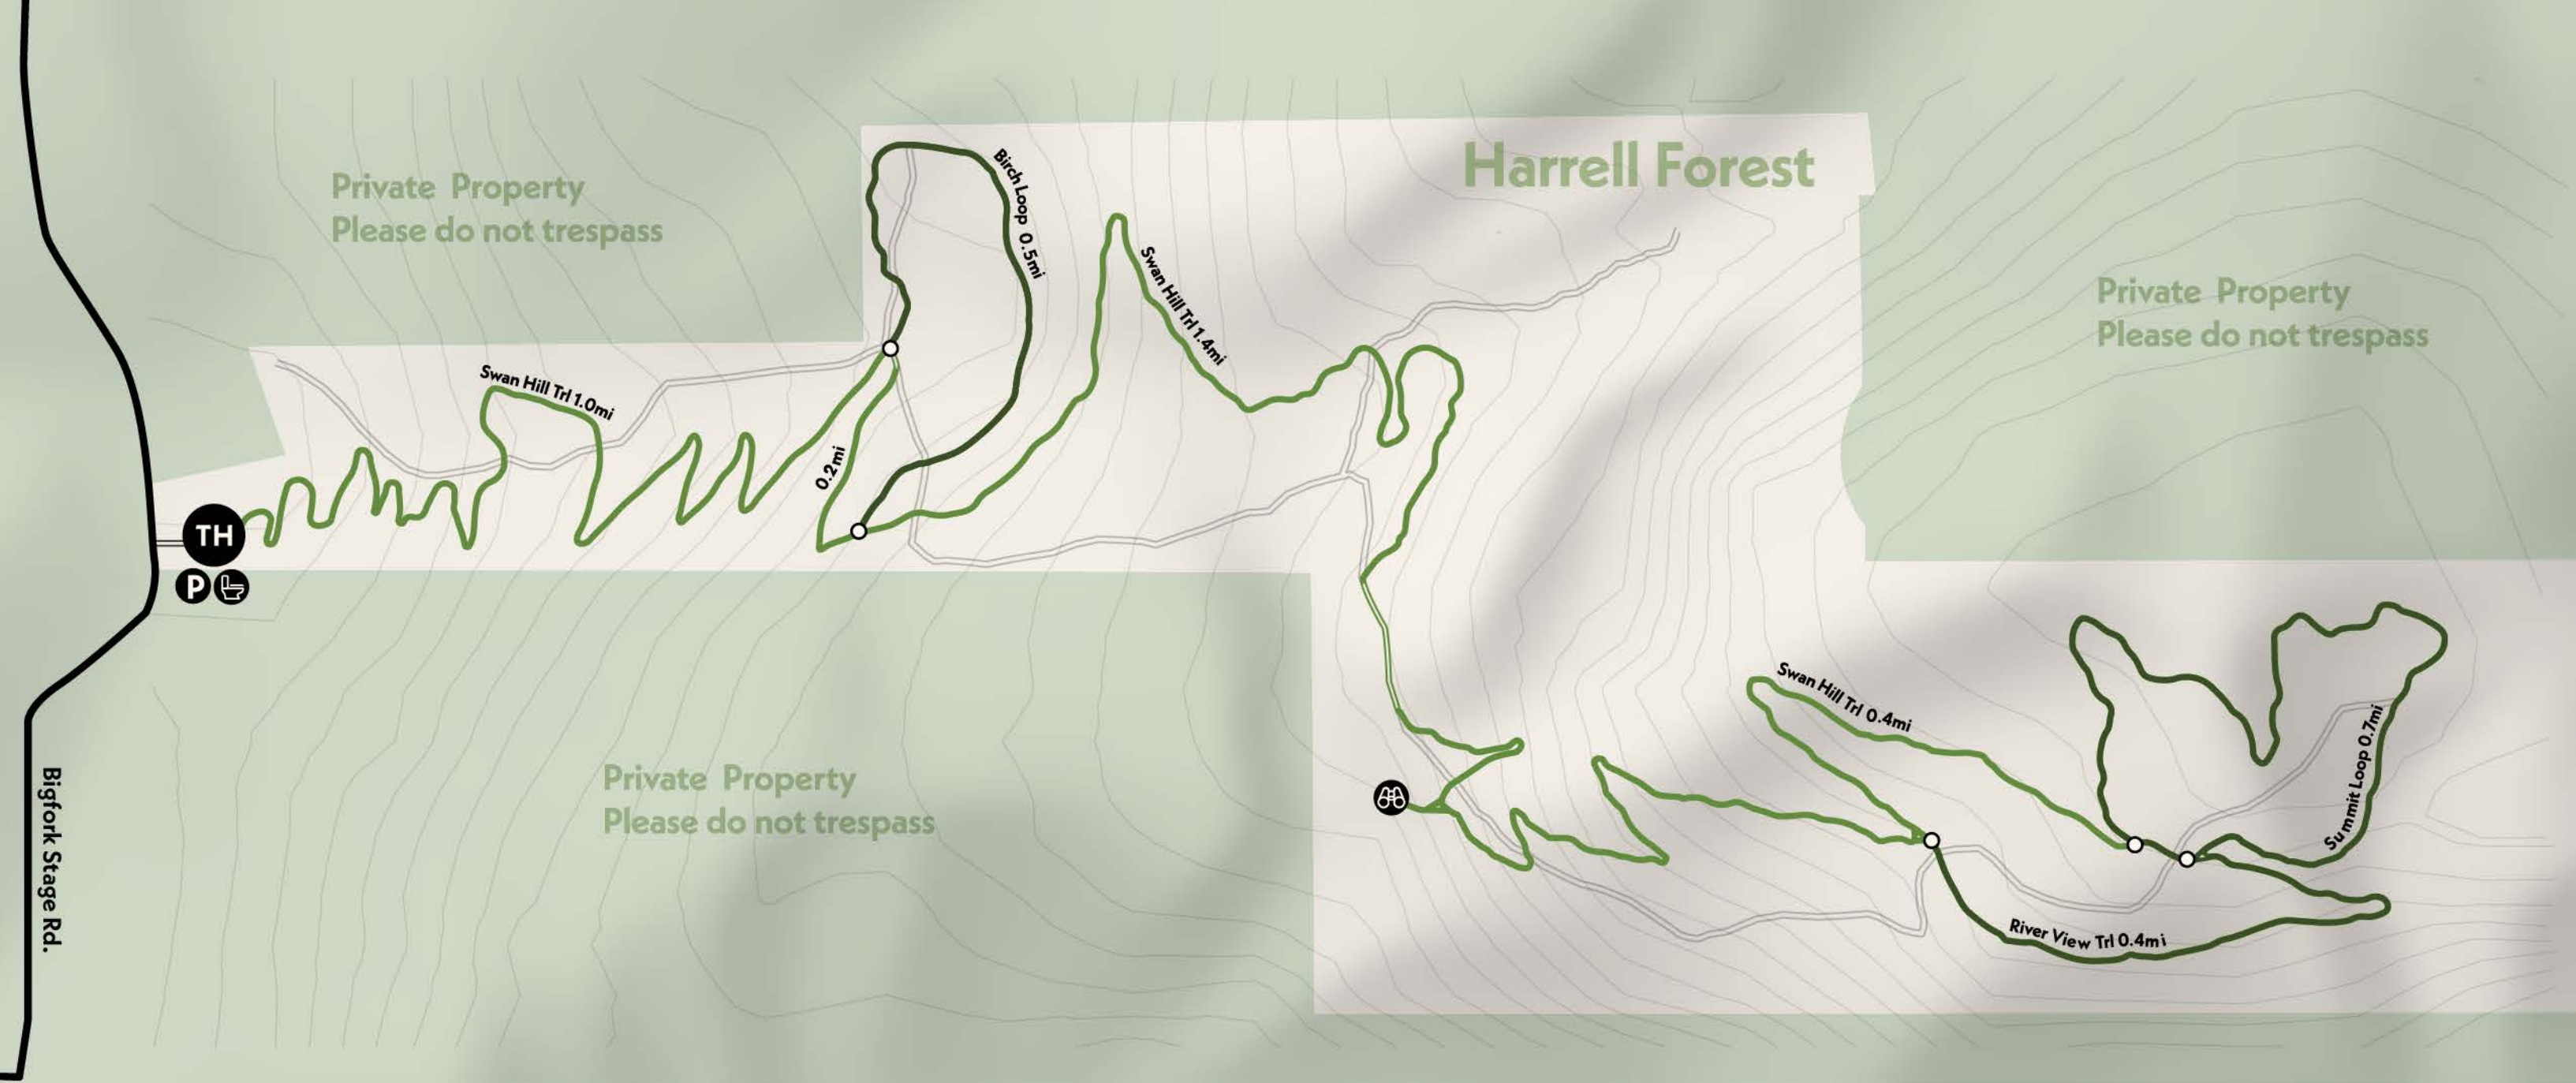 Harrell Forest
Private Property
Please do not trespass
Birch Loop 0.5mi
Swan Hill Trl 1.4mi
Private Property
Please do not trespass
Swan Hill Trl 1.0mi
0.2mi
TH
P
Swan Hill Trl 0.4mi
Summit Loop 0.7mi
Private Property
Please do not trespass
Bigfork Stage Rd.
River View Trl 0.4mi